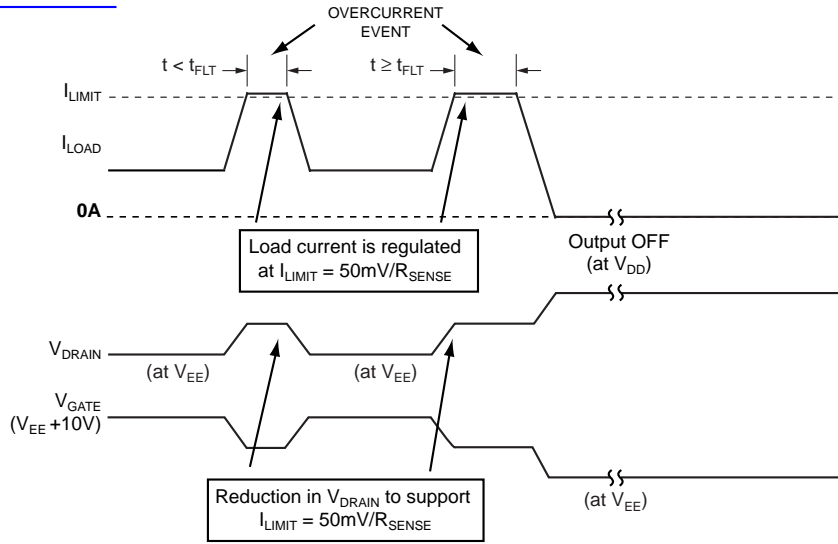 OVERCURRENT
EVENT
t < tFLT
t ≥ tFLT
ILIMIT
ILOAD
0A
Load current is regulated
at ILIMIT = 50mV/RSENSE
Output OFF
(at VDD)
VDRAIN
(at VEE)
(at VEE)
VGATE
(VEE +10V)
Reduction in VDRAIN to support
ILIMIT = 50mV/RSENSE
(at VEE)